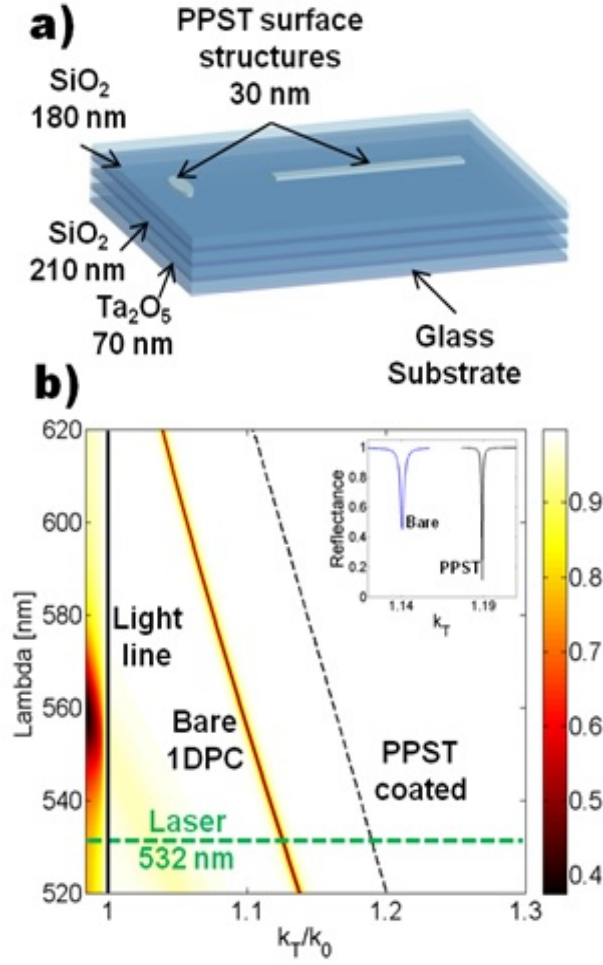 a)
PPST surface
structures
30 nm
SiO₂
180 nm
SiO₂
210 nm
Ta₂O₅
70 nm
Glass
Substrate
b)
620
600
580
560
540
520
Lambda [nm]
1
1.1
1.2
1.3
k_T/k_0
Light
line
Bare
1DPC
PPST
coated
Laser
532 nm
1
0.8
0.6
0.4
0.2
0
Reflectance
Bare
PPST
1.14
1.19
k_T
0.9
0.8
0.7
0.6
0.5
0.4